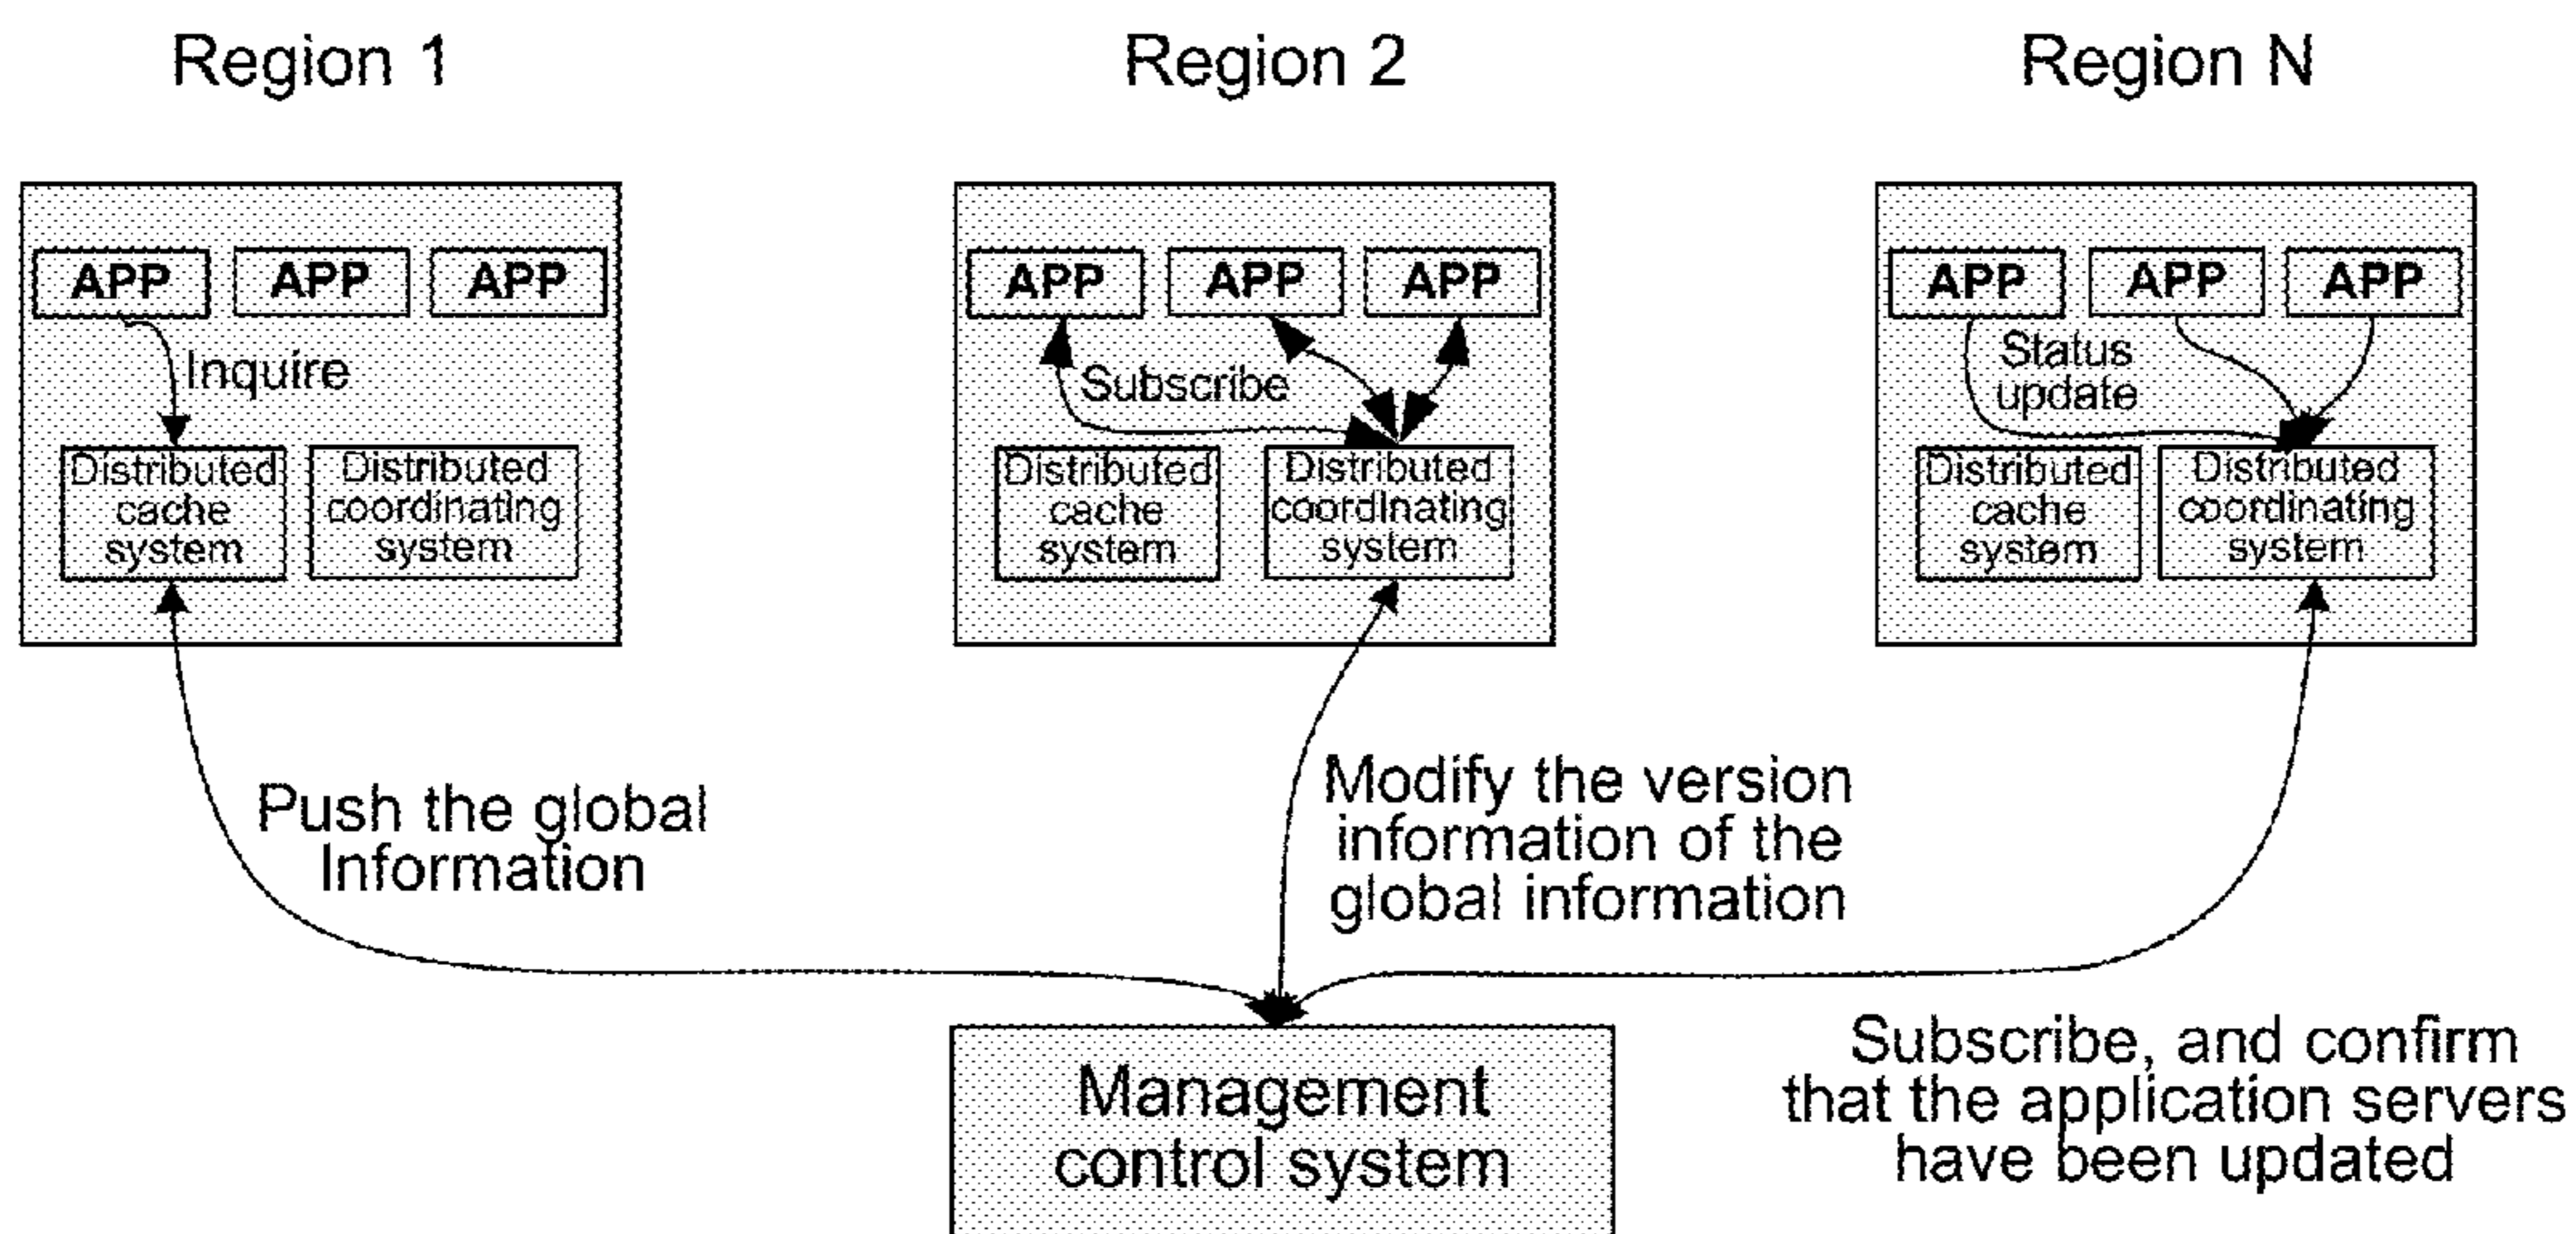 Region 1
Region 2
Region N
APP
APP
APP
Inquire
Distributed
cache
system
Distributed
coordinating
system
APP
APP
APP
Subscribe
Distributed
cache
system
Distributed
coordinating
system
APP
APP
APP
Status
update
Distributed
cache
system
Distributed
coordinating
system
Push the global
Information
Modify the version
information of the
global information
Subscribe, and confirm
that the application servers
have been updated
Management
control system